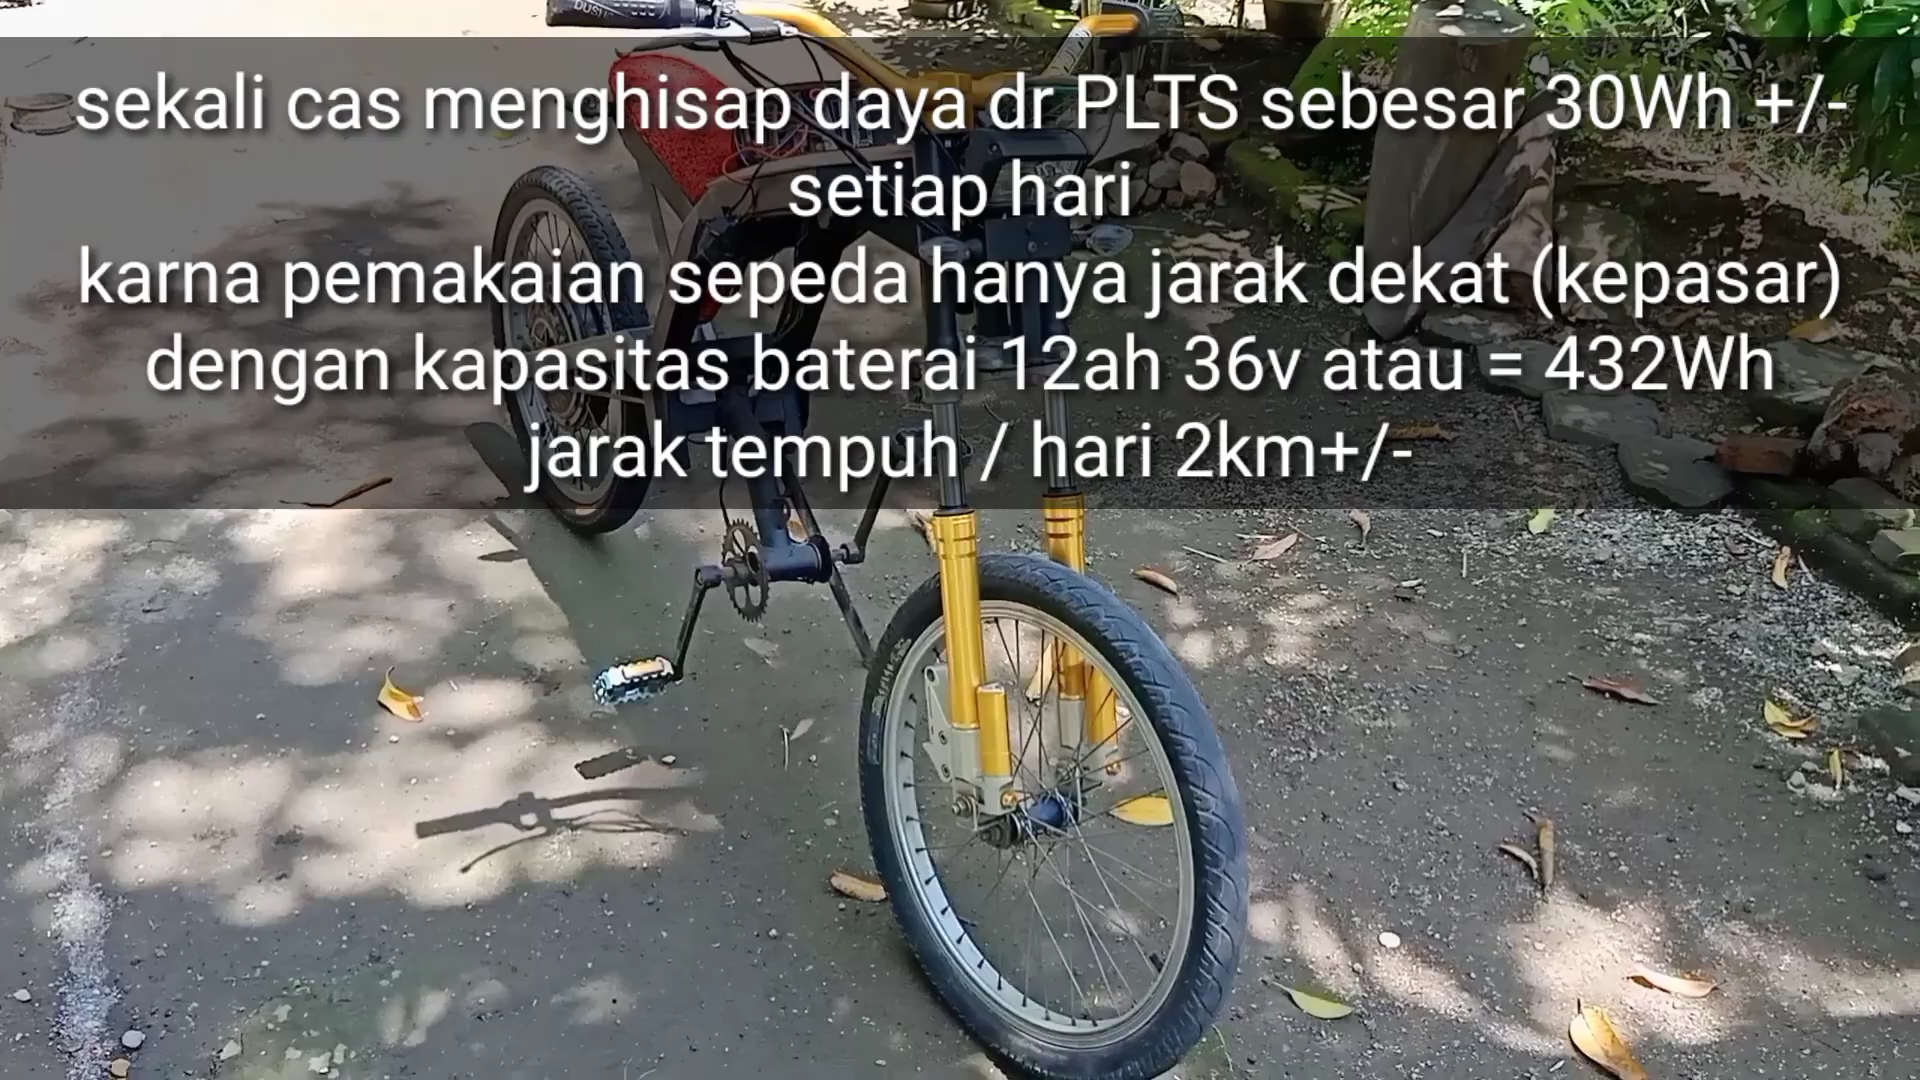 DUSH
sekali cas menghisap daya dr PLTS sebesar 30Wh +/-
setiap hari
karna pemakaian sepeda hanya jarak dekat (kepasar)
dengan kapasitas baterai 12ah 36v atau = 432Wh
jarak tempuh / hari 2km+/-